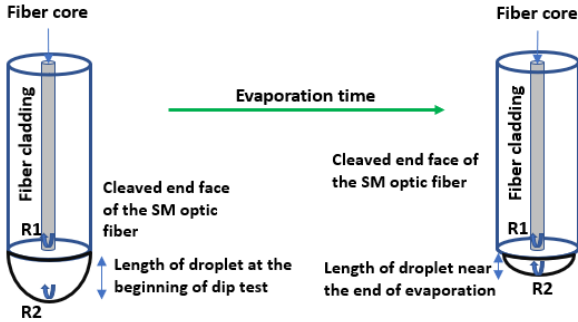 Fiber core
Fiber core
Evaporation time
Fiber cladding
Fiber cladding
Cleaved end face
of the SM optic
fiber
Cleaved end face of
the SM optic fiber
R1
R1
Length of droplet at the
beginning of dip test
Length of droplet near
the end of evaporation
R2
R2